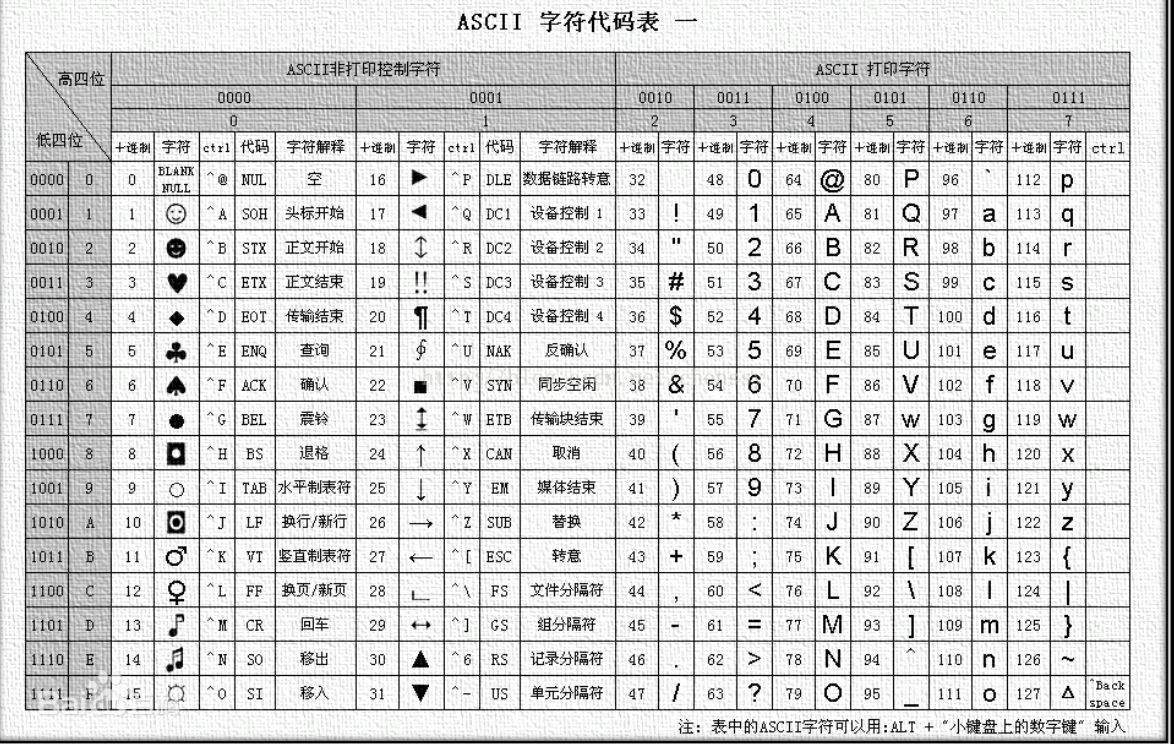 ASCII 字符代码表 一
高四位 ASCII非打印控制字符 ASCII 打印字符
0000 0001 0010 0011 0100 0101 0110 0111
0 1 2 3 4 5 6 7
低四位 十进制 字符 ctrl 代码 字符解释 十进制 字符 ctrl 代码 字符解释 十进制 字符 十进制 字符 十进制 字符 十进制 字符 十进制 字符 十进制 字符 ctrl
0000 0 0 BLANK NULL ^@ NUL 空 16 ► ^P DLE 数据链路转意 32 48 0 64 @ 80 P 96 ` 112 p
0001 1 1 ☺ ^A SOH 头标开始 17 ◄ ^Q DC1 设备控制 1 33 ! 49 1 65 A 81 Q 97 a 113 q
0010 2 2 ☻ ^B STX 正文开始 18 ↕ ^R DC2 设备控制 2 34 " 50 2 66 B 82 R 98 b 114 r
0011 3 3 ♥ ^C ETX 正文结束 19 ‼ ^S DC3 设备控制 3 35 # 51 3 67 C 83 S 99 c 115 s
0100 4 4 ♦ ^D EOT 传输结束 20 ¶ ^T DC4 设备控制 4 36 $ 52 4 68 D 84 T 100 d 116 t
0101 5 5 ♣ ^E ENQ 查询 21 ∮ ^U NAK 反确认 37 % 53 5 69 E 85 U 101 e 117 u
0110 6 6 ♠ ^F ACK 确认 22 ■ ^V SYN 同步空闲 38 & 54 6 70 F 86 V 102 f 118 v
0111 7 7 ● ^G BEL 震铃 23 ↨ ^W ETB 传输块结束 39 ' 55 7 71 G 87 w 103 g 119 w
1000 8 8 ◘ ^H BS 退格 24 ↑ ^X CAN 取消 40 ( 56 8 72 H 88 X 104 h 120 x
1001 9 9 ○ ^I TAB 水平制表符 25 ↓ ^Y EM 媒体结束 41 ) 57 9 73 I 89 Y 105 i 121 y
1010 A 10 ◙ ^J LF 换行/新行 26 → ^Z SUB 替换 42 * 58 : 74 J 90 Z 106 j 122 z
1011 B 11 ♂ ^K VT 竖直制表符 27 ← ^[ ESC 转意 43 + 59 ; 75 K 91 [ 107 k 123 {
1100 C 12 ♀ ^L FF 换页/新页 28 ∟ ^\ FS 文件分隔符 44 , 60 < 76 L 92 \ 108 l 124 |
1101 D 13 ♪ ^M CR 回车 29 ↔ ^] GS 组分隔符 45 - 61 = 77 M 93 ] 109 m 125 }
1110 E 14 ♫ ^N SO 移出 30 ▲ ^6 RS 记录分隔符 46 . 62 > 78 N 94 ^ 110 n 126 ~
1111 F 15 ☼ ^O SI 移入 31 ▼ ^- US 单元分隔符 47 / 63 ? 79 O 95 _ 111 o 127 Δ ^Back space
注: 表中的ASCII字符可以用:ALT + "小键盘上的数字键" 输入